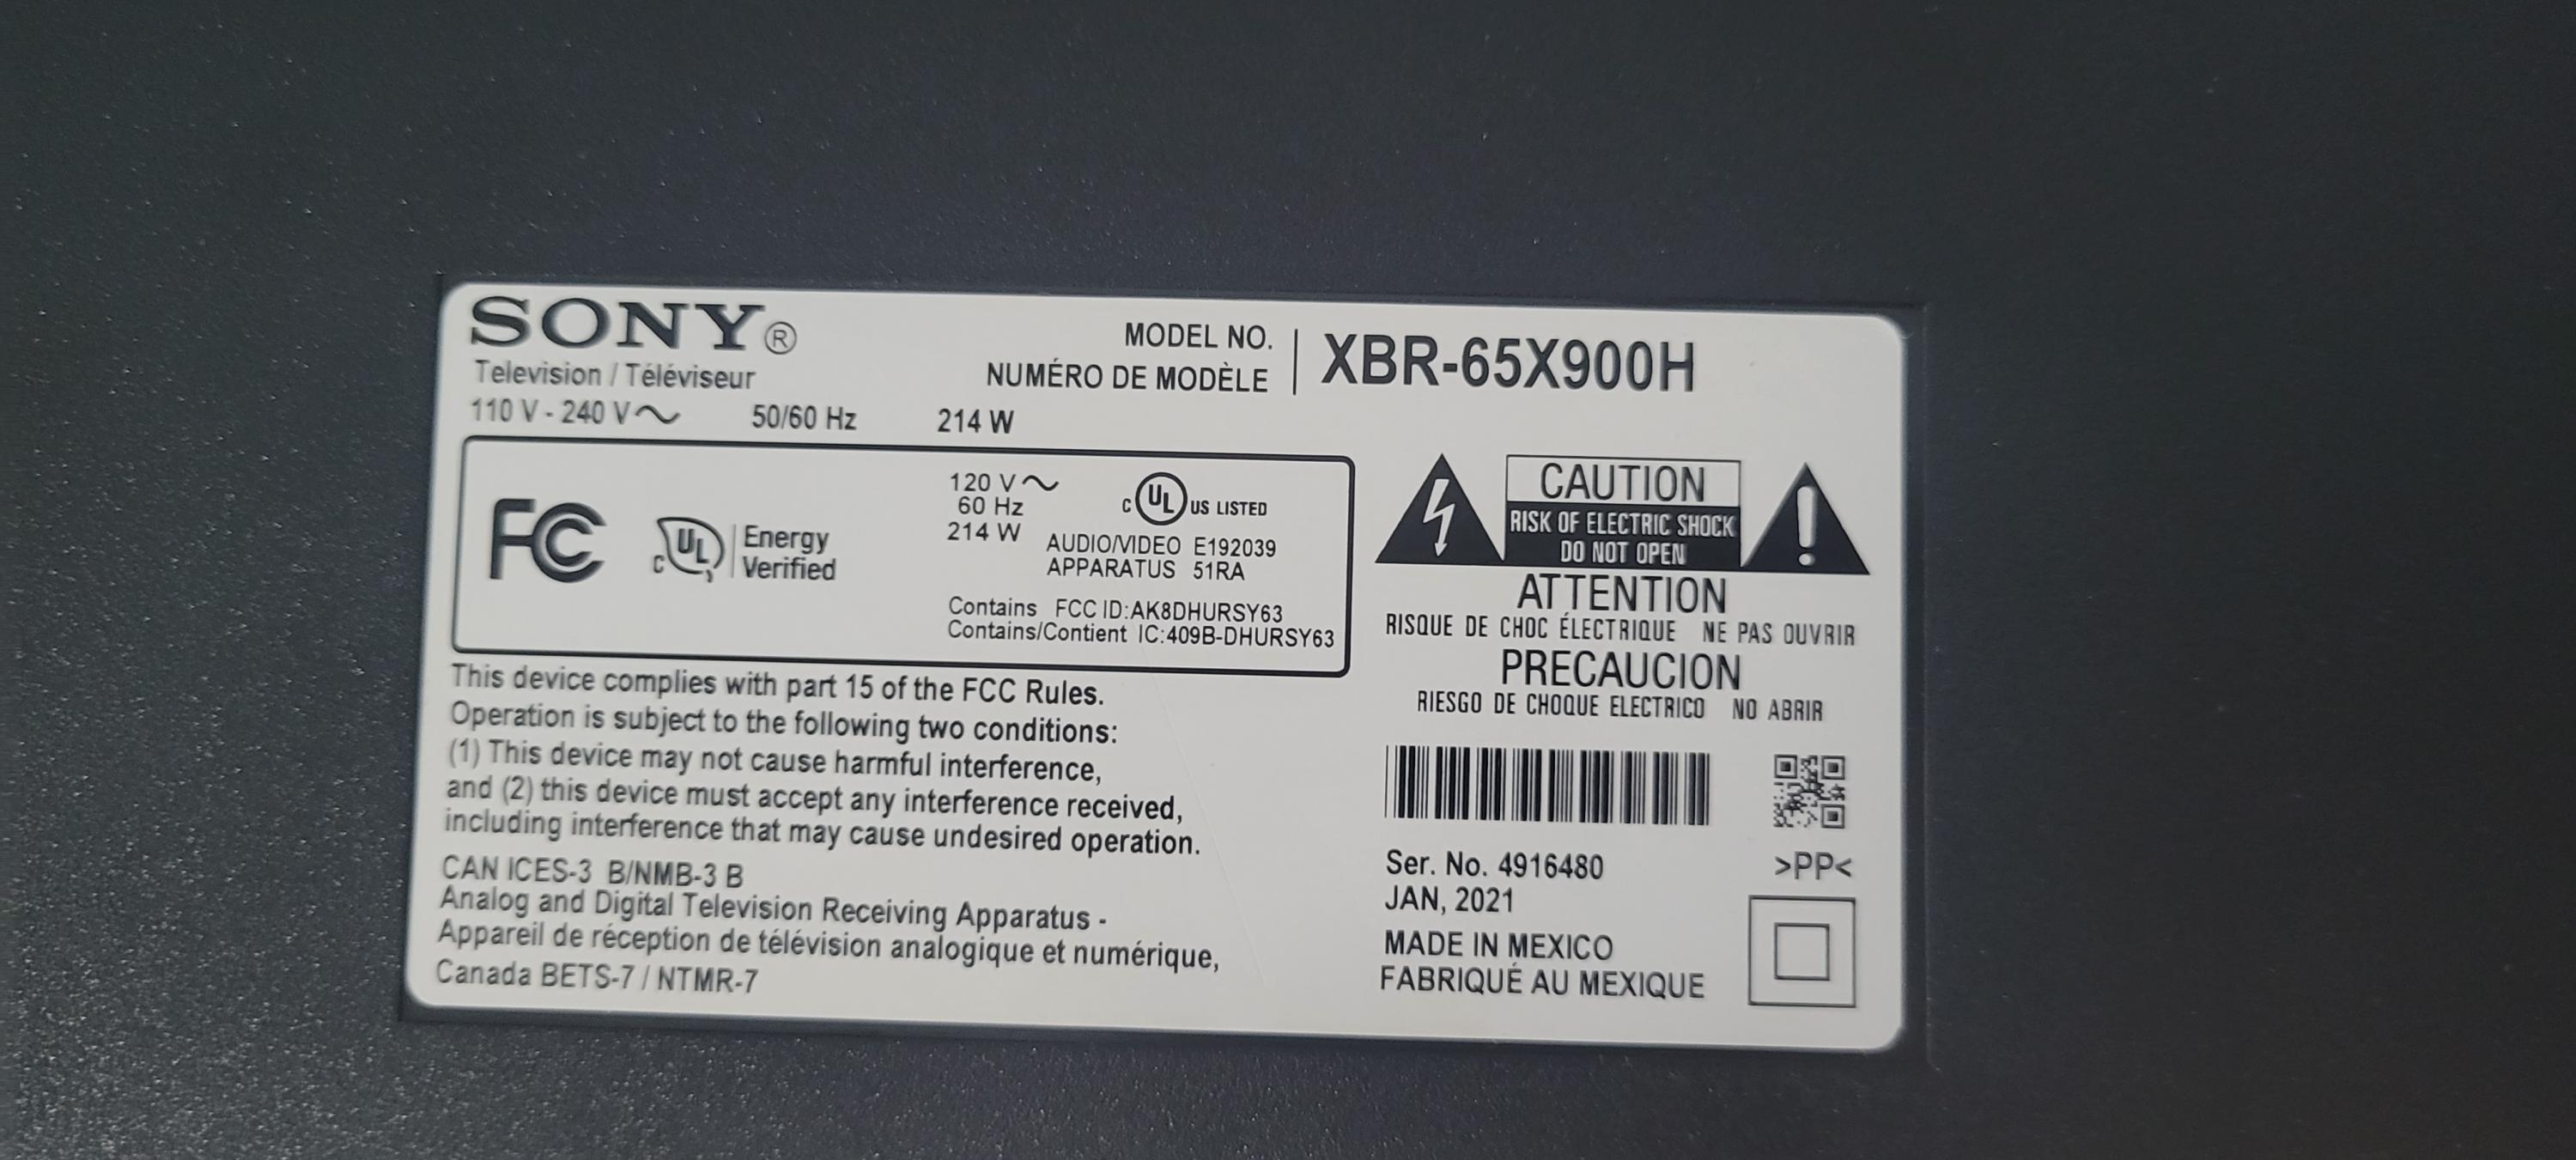 SONY®
Television / Téléviseur
MODEL NO.
NUMÉRO DE MODÈLE
XBR-65X900H
110 V - 240 V~ 50/60 Hz 214 W
FC
c UL Energy Verified
120 V~
60 Hz
214 W
c UL US LISTED
AUDIO/VIDEO E192039
APPARATUS 51RA
Contains FCC ID:AK8DHURSY63
Contains/Contient IC:409B-DHURSY63
This device complies with part 15 of the FCC Rules.
Operation is subject to the following two conditions:
(1) This device may not cause harmful interference,
and (2) this device must accept any interference received,
including interference that may cause undesired operation.
CAN ICES-3 B/NMB-3 B
Analog and Digital Television Receiving Apparatus -
Appareil de réception de télévision analogique et numérique,
Canada BETS-7 / NTMR-7
CAUTION
RISK OF ELECTRIC SHOCK
DO NOT OPEN
ATTENTION
RISQUE DE CHOC ÉLECTRIQUE NE PAS OUVRIR
PRECAUCION
RIESGO DE CHOQUE ELECTRICO NO ABRIR
Ser. No. 4916480
JAN, 2021
>PP<
MADE IN MEXICO
FABRIQUÉ AU MEXIQUE